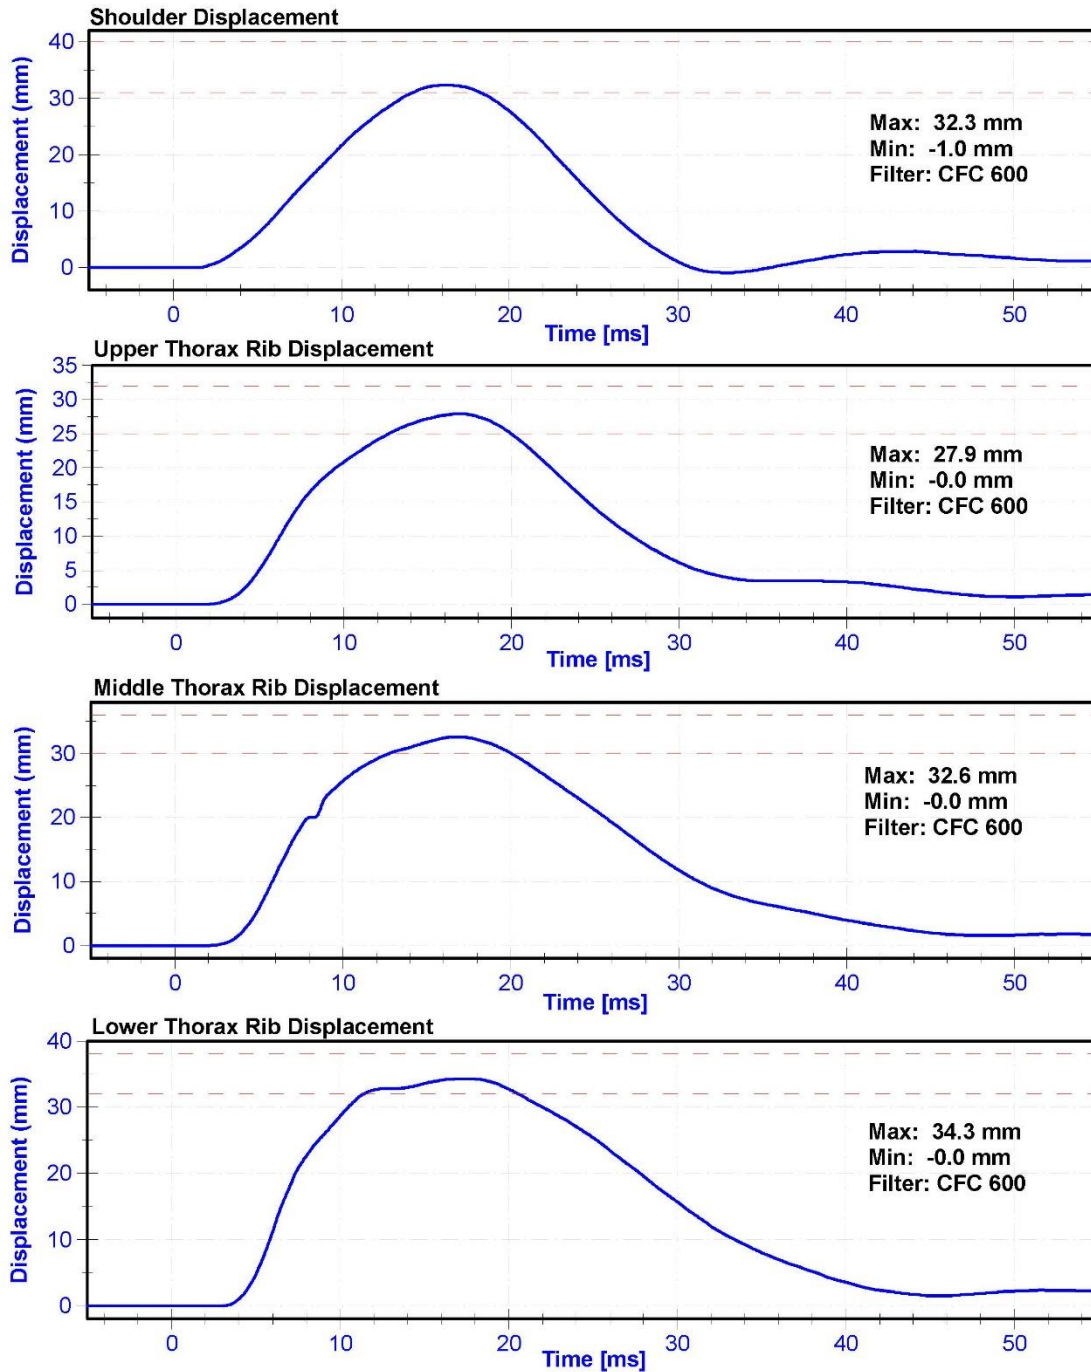 Shoulder Displacement
Displacement (mm)
40
30
20
10
0
Max: 32.3 mm
Min: -1.0 mm
Filter: CFC 600
0 10 20 30 40 50
Time [ms]
Upper Thorax Rib Displacement
Displacement (mm)
35
30
25
20
15
10
5
0
Max: 27.9 mm
Min: -0.0 mm
Filter: CFC 600
0 10 20 30 40 50
Time [ms]
Middle Thorax Rib Displacement
Displacement (mm)
30
20
10
0
Max: 32.6 mm
Min: -0.0 mm
Filter: CFC 600
0 10 20 30 40 50
Time [ms]
Lower Thorax Rib Displacement
Displacement (mm)
40
30
20
10
0
Max: 34.3 mm
Min: -0.0 mm
Filter: CFC 600
0 10 20 30 40 50
Time [ms]